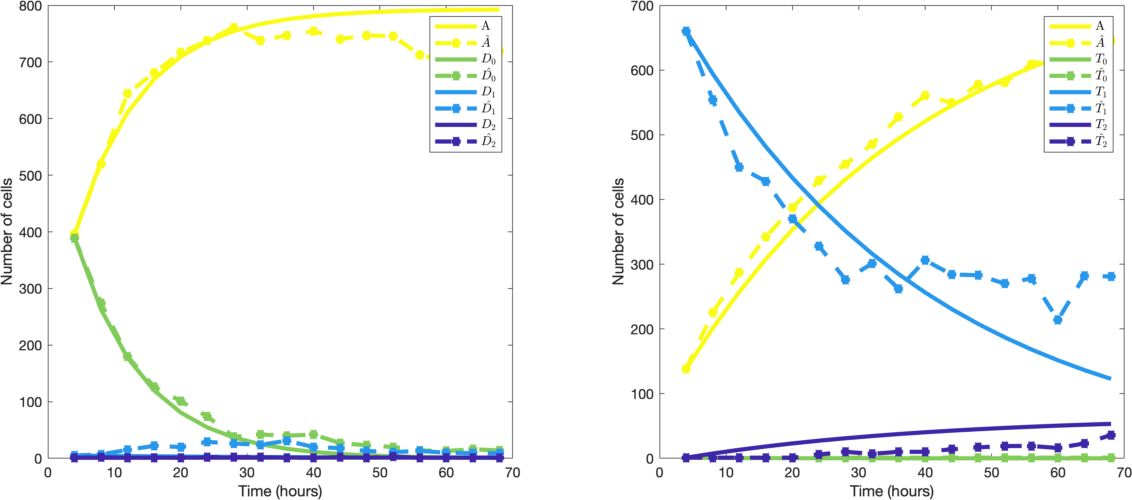 800
700
600
500
400
300
200
100
0
Number of cells
0 10 20 30 40 50 60 70
Time (hours)
A
Â
D₀
D̂₀
D₁
D̂₁
D₂
D̂₂
700
600
500
400
300
200
100
0
Number of cells
0 10 20 30 40 50 60 70
Time (hours)
A
Â
T₀
T̂₀
T₁
T̂₁
T₂
T̂₂